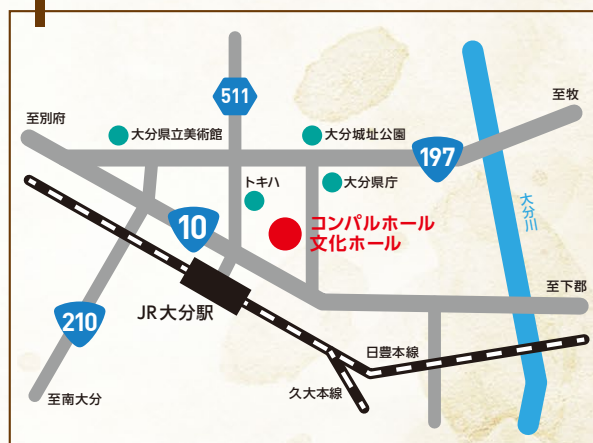 511
至別府
至牧
大分県立美術館
大分城址公園
197
トキハ
大分県庁
大分川
10
コンパルホール
文化ホール
至下郡
210
JR大分駅
日豊本線
至南大分
久大本線